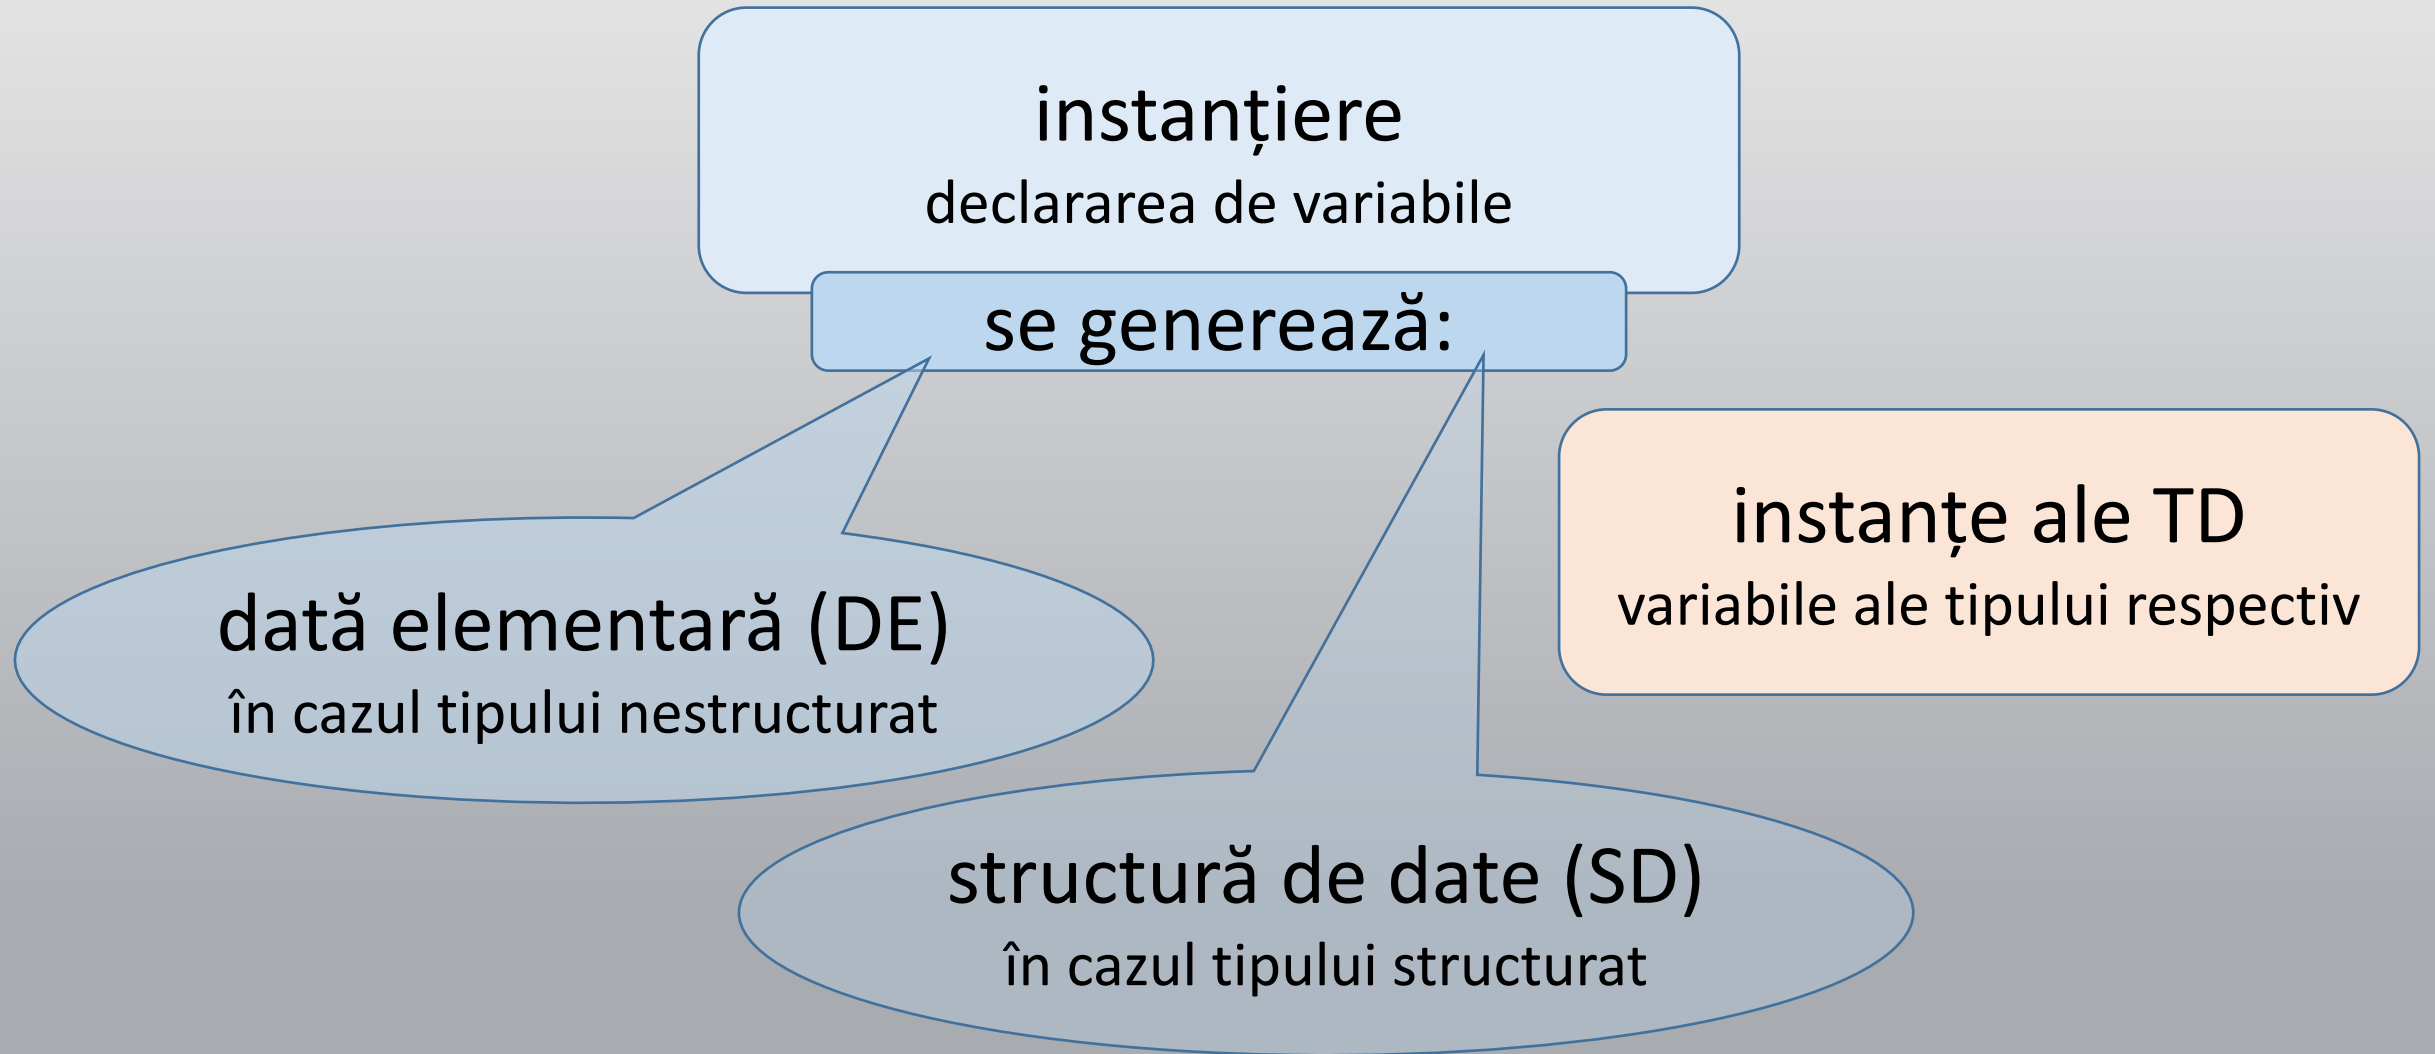 instanțiere
declararea de variabile
se generează:
instanțe ale TD
variabile ale tipului respectiv
dată elementară (DE)
în cazul tipului nestructurat
structură de date (SD)
în cazul tipului structurat